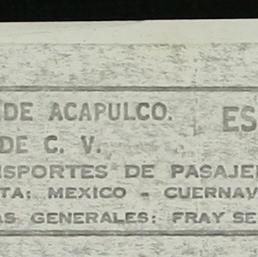 DE ACAPULCO. ES
DE C. V.
NSPORTES DE PASAJE
TA: MEXICO - CUERNAV
AS GENERALES: FRAY SE